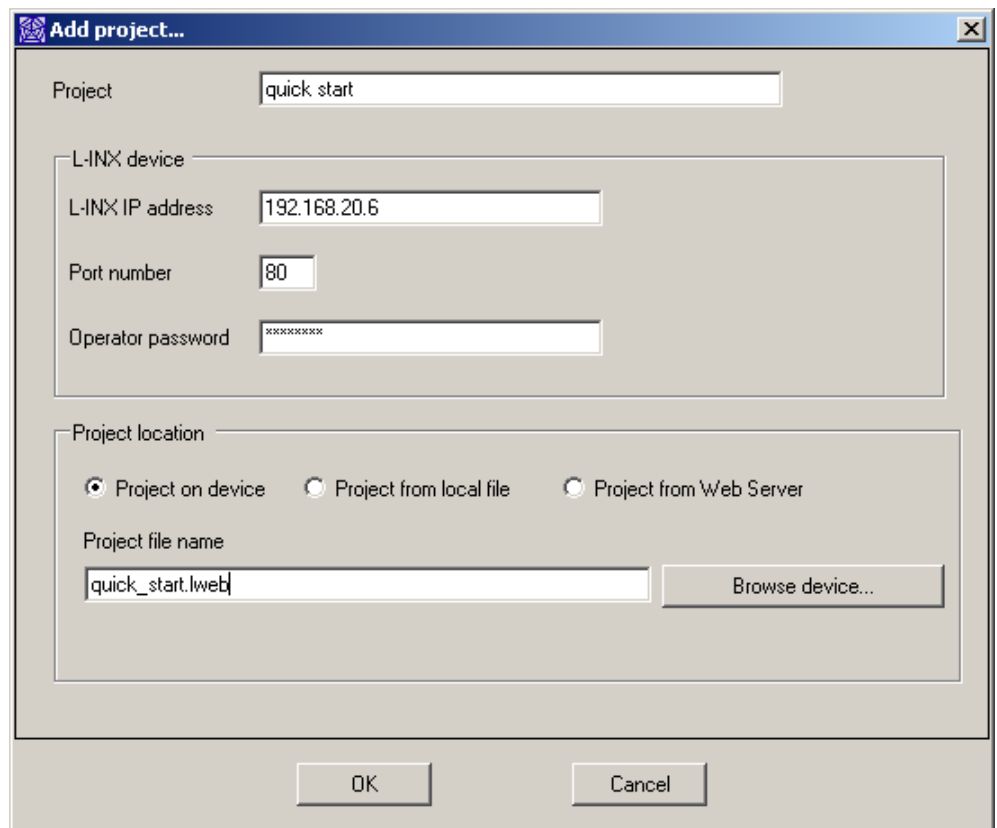 Add project...
Project quick start
L-INX device
L-INX IP address 192.168.20.6
Port number 80
Operator password ********
Project location
Project on device Project from local file Project from Web Server
Project file name
quick_start.lweb Browse device...
OK Cancel